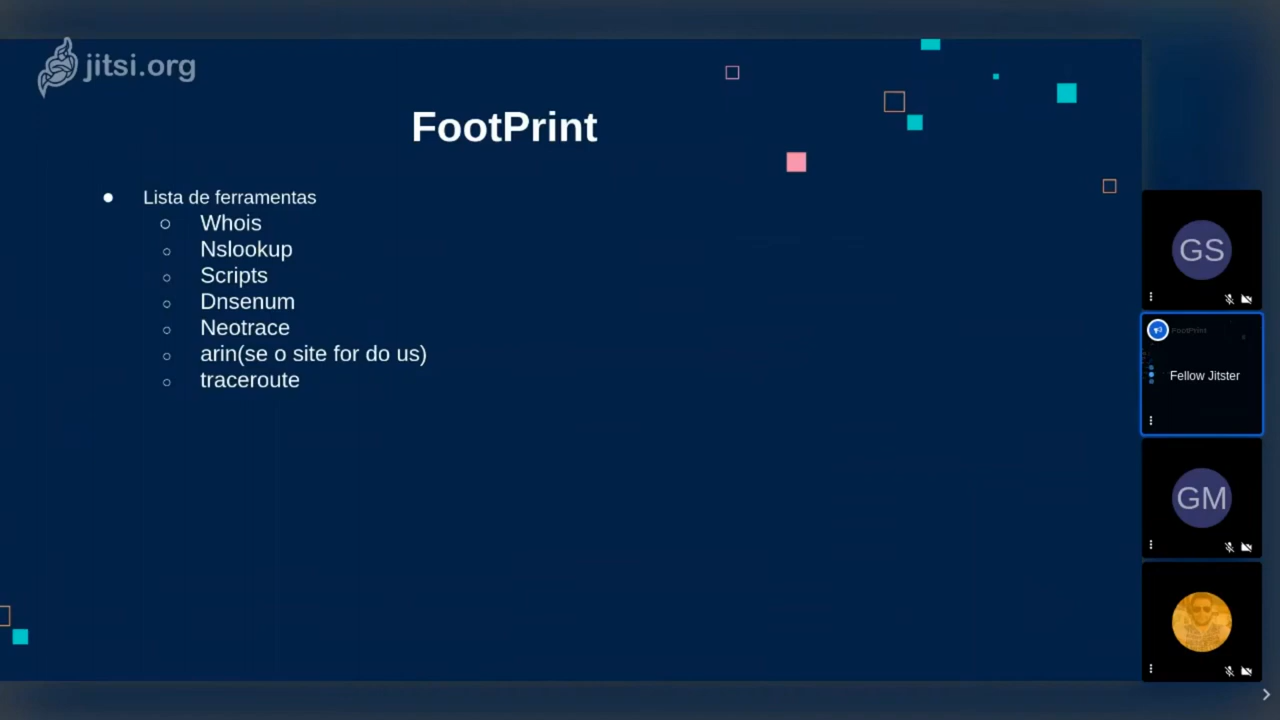 jitsi.org
FootPrint
Lista de ferramentas
Whois
Nslookup
Scripts
Dnsenum
Neotrace
arin(se o site for do us)
traceroute
GS
FootPrint
Fellow Jitster
GM